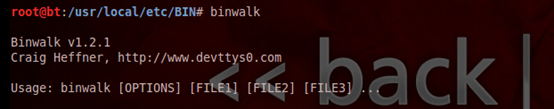 root@bt:/usr/local/etc/BIN# binwalk
Binwalk v1.2.1
Craig Heffner, http://www.devttys0.com
<< back |
Usage: binwalk [OPTIONS] [FILE1] [FILE2] [FILE3] ...